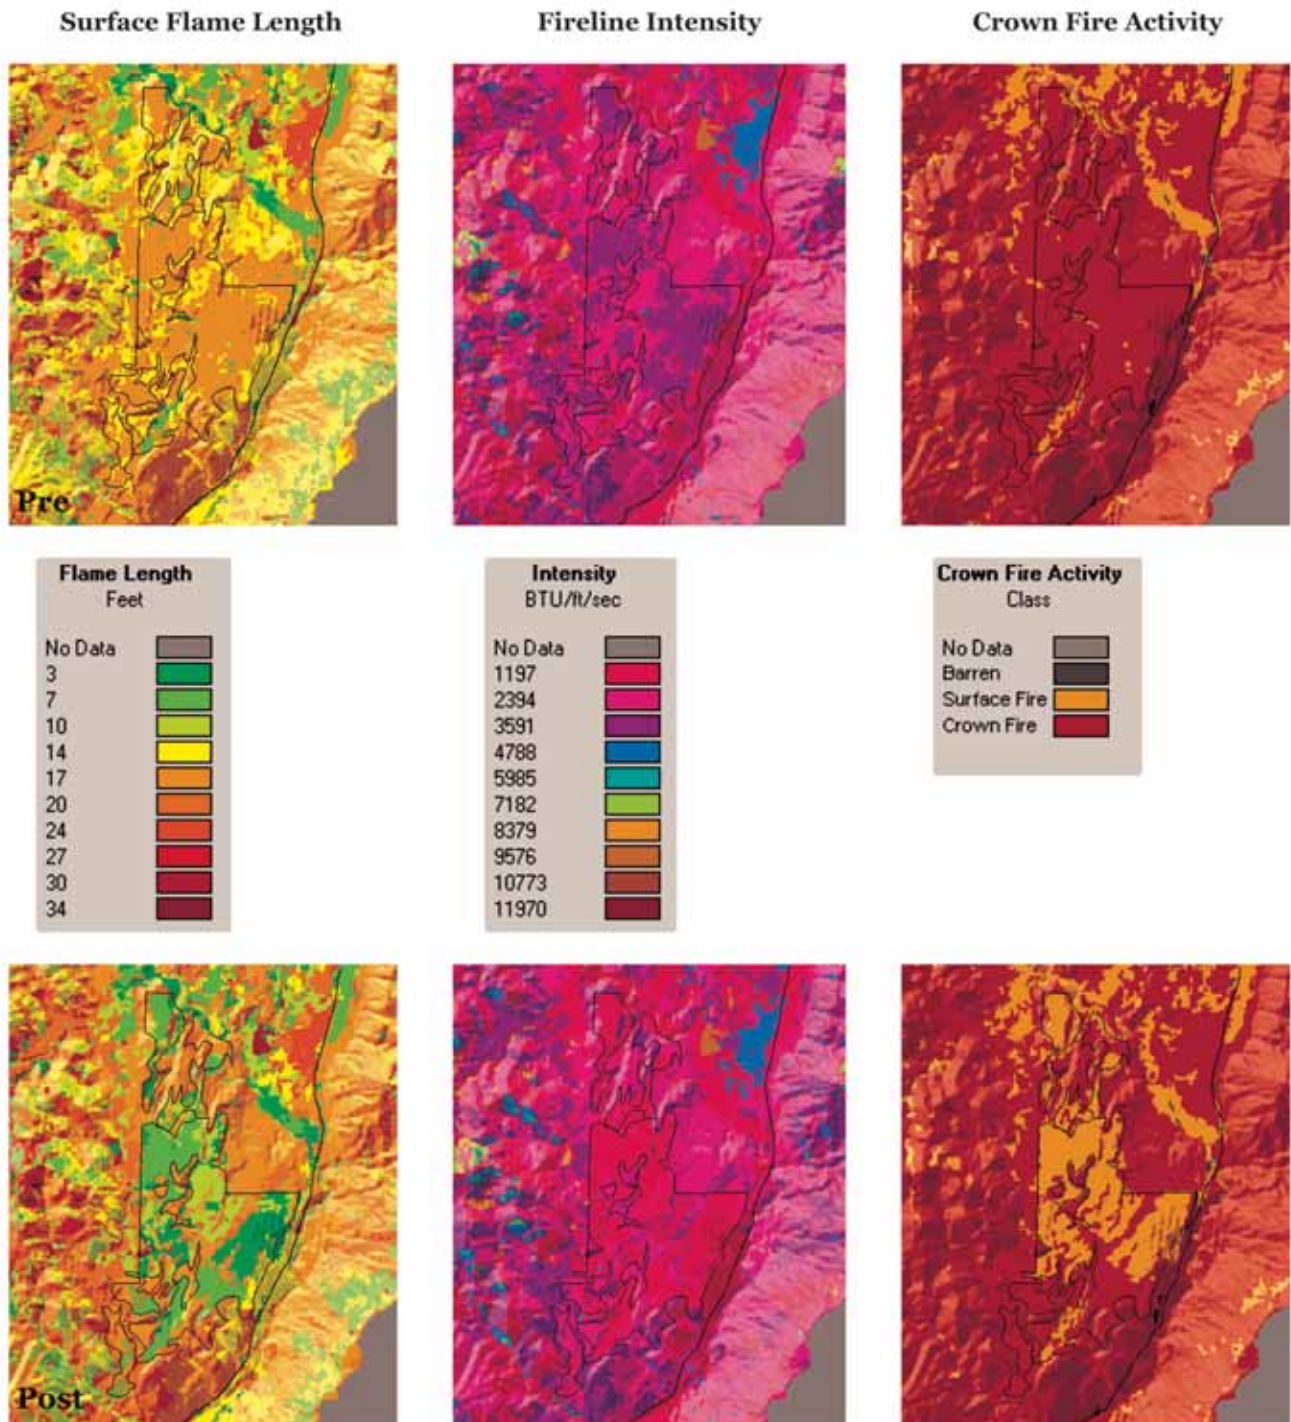 Surface Flame Length
Fireline Intensity
Crown Fire Activity
Pre
Flame Length
Feet
No Data
3
7
10
14
17
20
24
27
30
34
Intensity
BTU/ft/sec
No Data
1197
2394
3591
4788
5985
7182
8379
9576
10773
11970
Crown Fire Activity
Class
No Data
Barren
Surface Fire
Crown Fire
Post